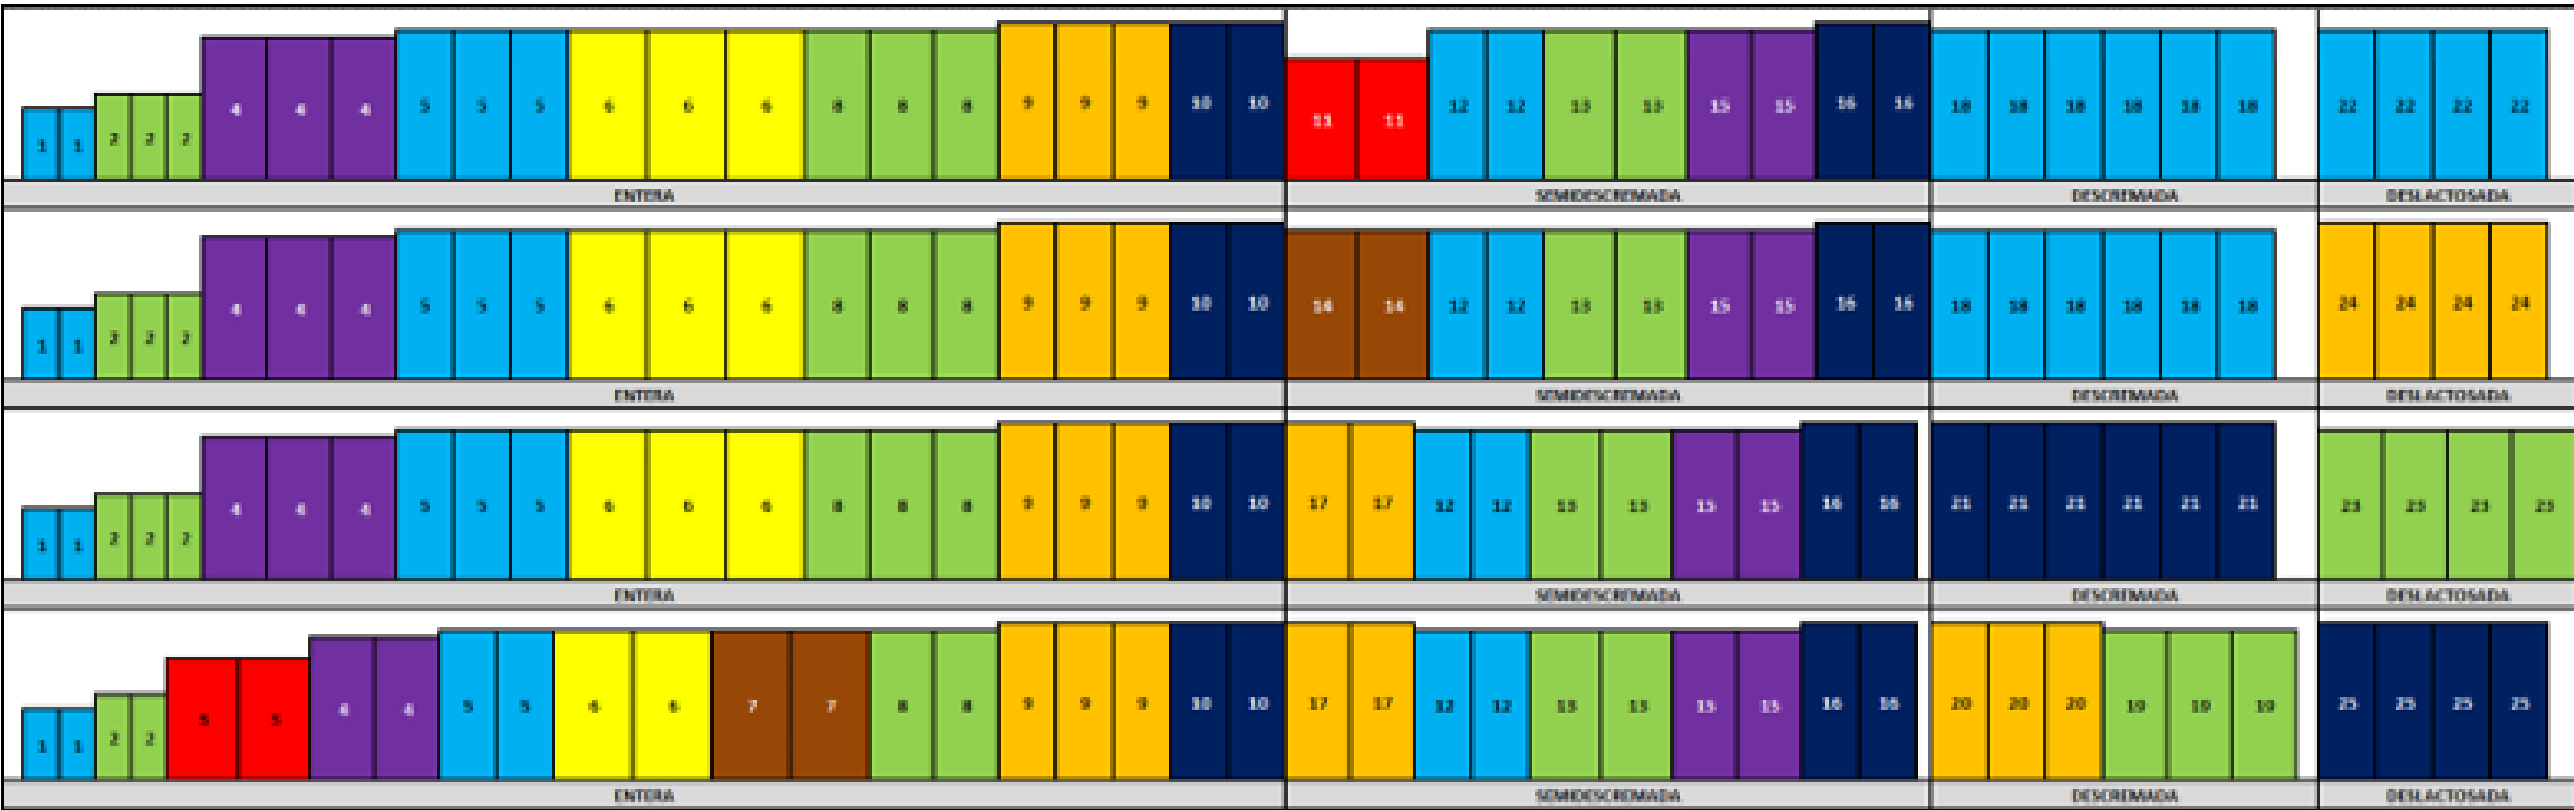 1 1 2 2 2 4 4 4 5 5 5 6 6 6 8 8 8 9 9 9 10 10 11 11 12 12 13 13 15 15 16 16 18 18 18 18 18 18 22 22 22 22
ENTERA SEMIDESCREMADA DESCREMADA DESLACTOSADA
1 1 2 2 2 4 4 4 5 5 5 6 6 6 8 8 8 9 9 9 10 10 14 14 12 12 13 13 15 15 16 16 18 18 18 18 18 18 24 24 24 24
ENTERA SEMIDESCREMADA DESCREMADA DESLACTOSADA
1 1 2 2 2 4 4 4 5 5 5 6 6 6 8 8 8 9 9 9 10 10 17 17 12 12 13 13 15 15 16 16 21 21 21 21 21 21 23 23 23 23
ENTERA SEMIDESCREMADA DESCREMADA DESLACTOSADA
1 1 2 2 4 4 5 5 6 6 7 7 8 8 9 9 9 10 10 17 17 12 12 13 13 15 15 16 16 20 20 20 19 19 19 25 25 25 25
ENTERA SEMIDESCREMADA DESCREMADA DESLACTOSADA